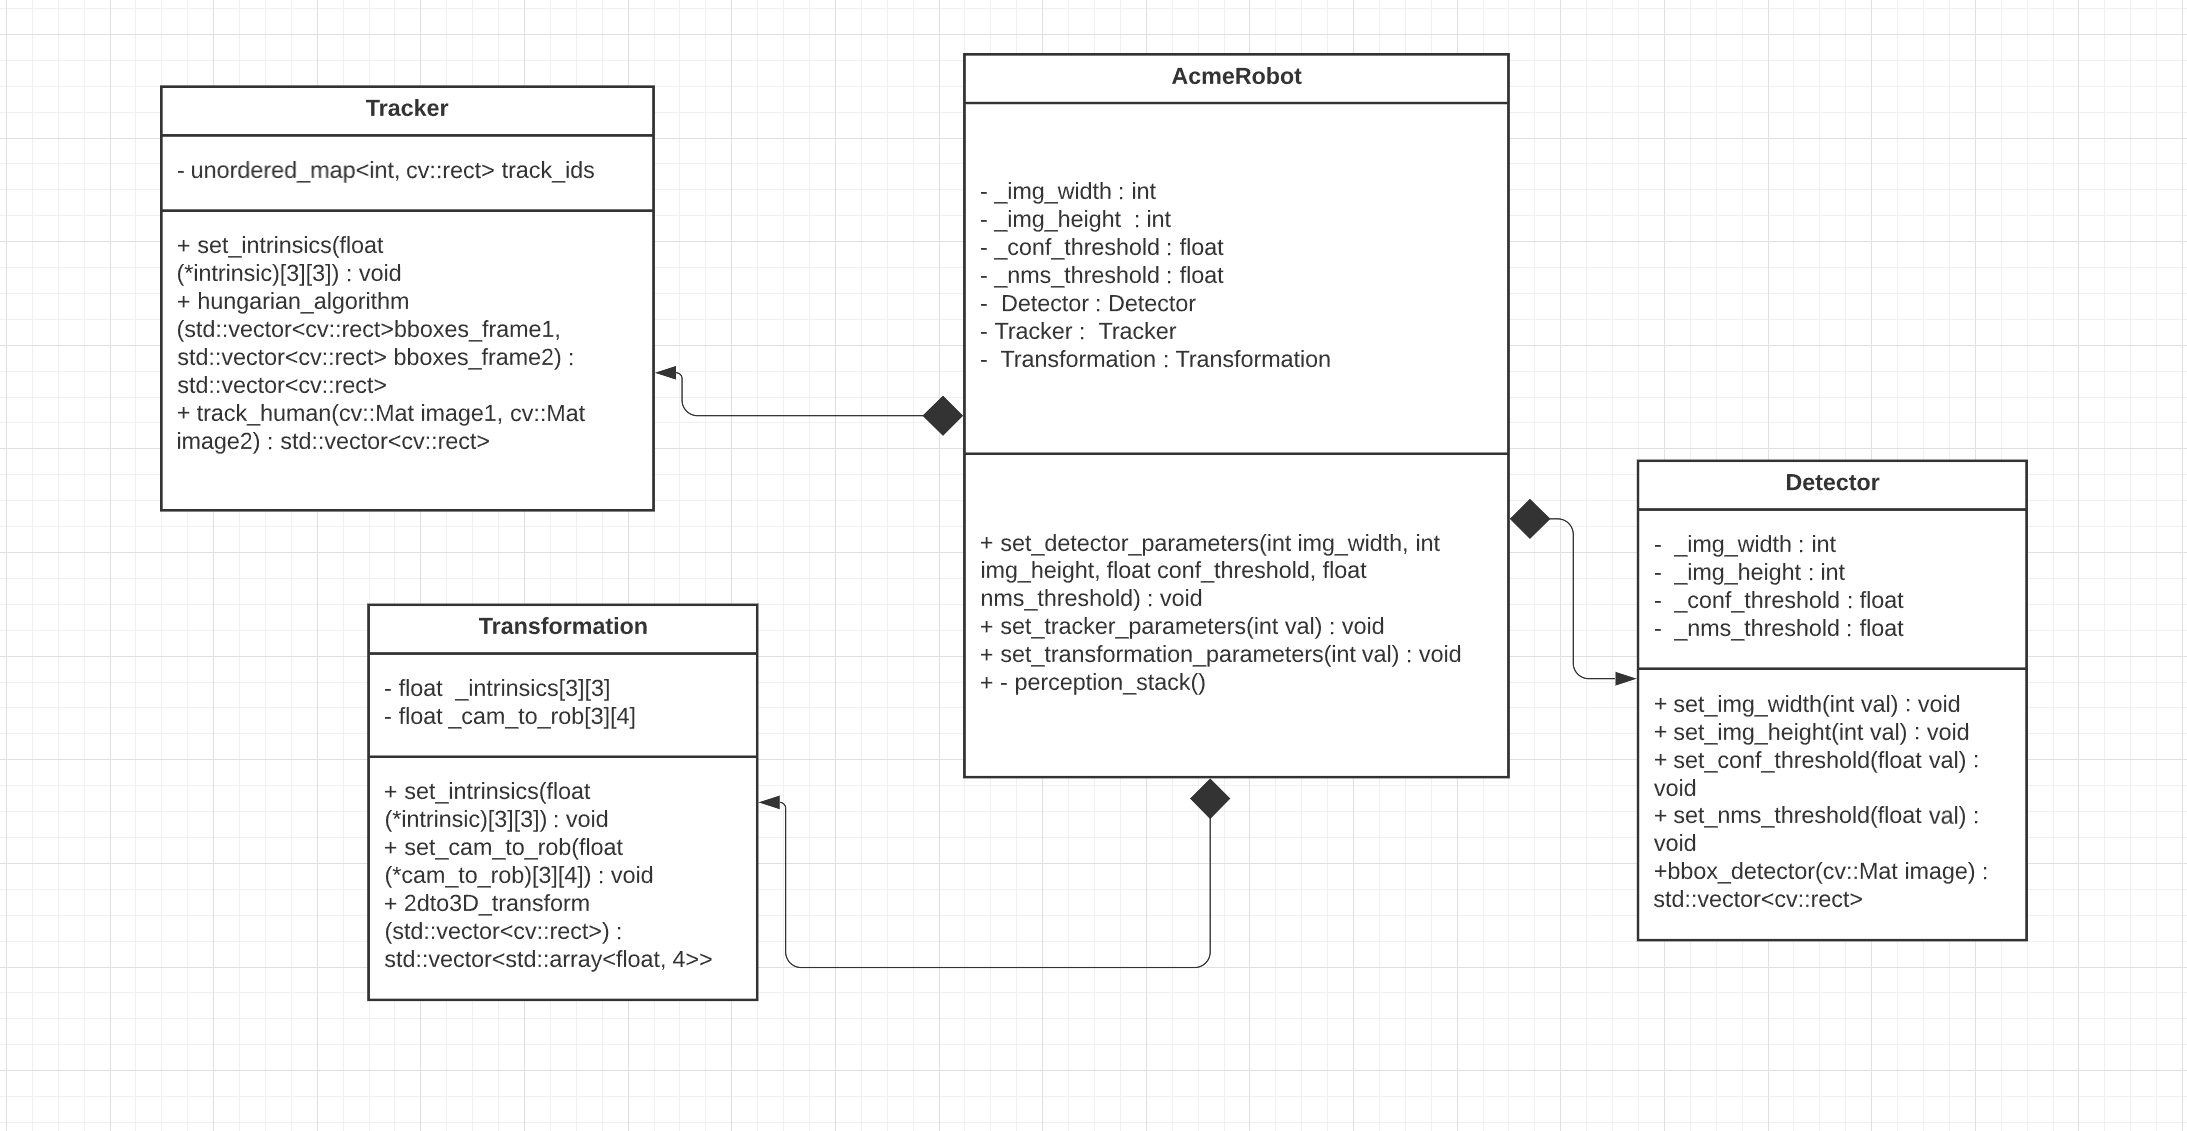 Tracker
- unordered_map<int, cv::rect> track_ids
+ set_intrinsics(float
(*intrinsic)[3][3]) : void
+ hungarian_algorithm
(std::vector<cv::rect>bboxes_frame1,
std::vector<cv::rect> bboxes_frame2) :
std::vector<cv::rect>
+ track_human(cv::Mat image1, cv::Mat
image2) : std::vector<cv::rect>
AcmeRobot
- _img_width : int
- _img_height  : int
- _conf_threshold : float
- _nms_threshold : float
-  Detector : Detector
- Tracker :  Tracker
-  Transformation : Transformation
+ set_detector_parameters(int img_width, int
img_height, float conf_threshold, float
nms_threshold) : void
+ set_tracker_parameters(int val) : void
+ set_transformation_parameters(int val) : void
+ - perception_stack()
Transformation
- float  _intrinsics[3][3]
- float _cam_to_rob[3][4]
+ set_intrinsics(float
(*intrinsic)[3][3]) : void
+ set_cam_to_rob(float
(*cam_to_rob)[3][4]) : void
+ 2dto3D_transform
(std::vector<cv::rect>) :
std::vector<std::array<float, 4>>
Detector
-  _img_width : int
-  _img_height : int
-  _conf_threshold : float
-  _nms_threshold : float
+ set_img_width(int val) : void
+ set_img_height(int val) : void
+ set_conf_threshold(float val) :
void
+ set_nms_threshold(float val) :
void
+bbox_detector(cv::Mat image) :
std::vector<cv::rect>